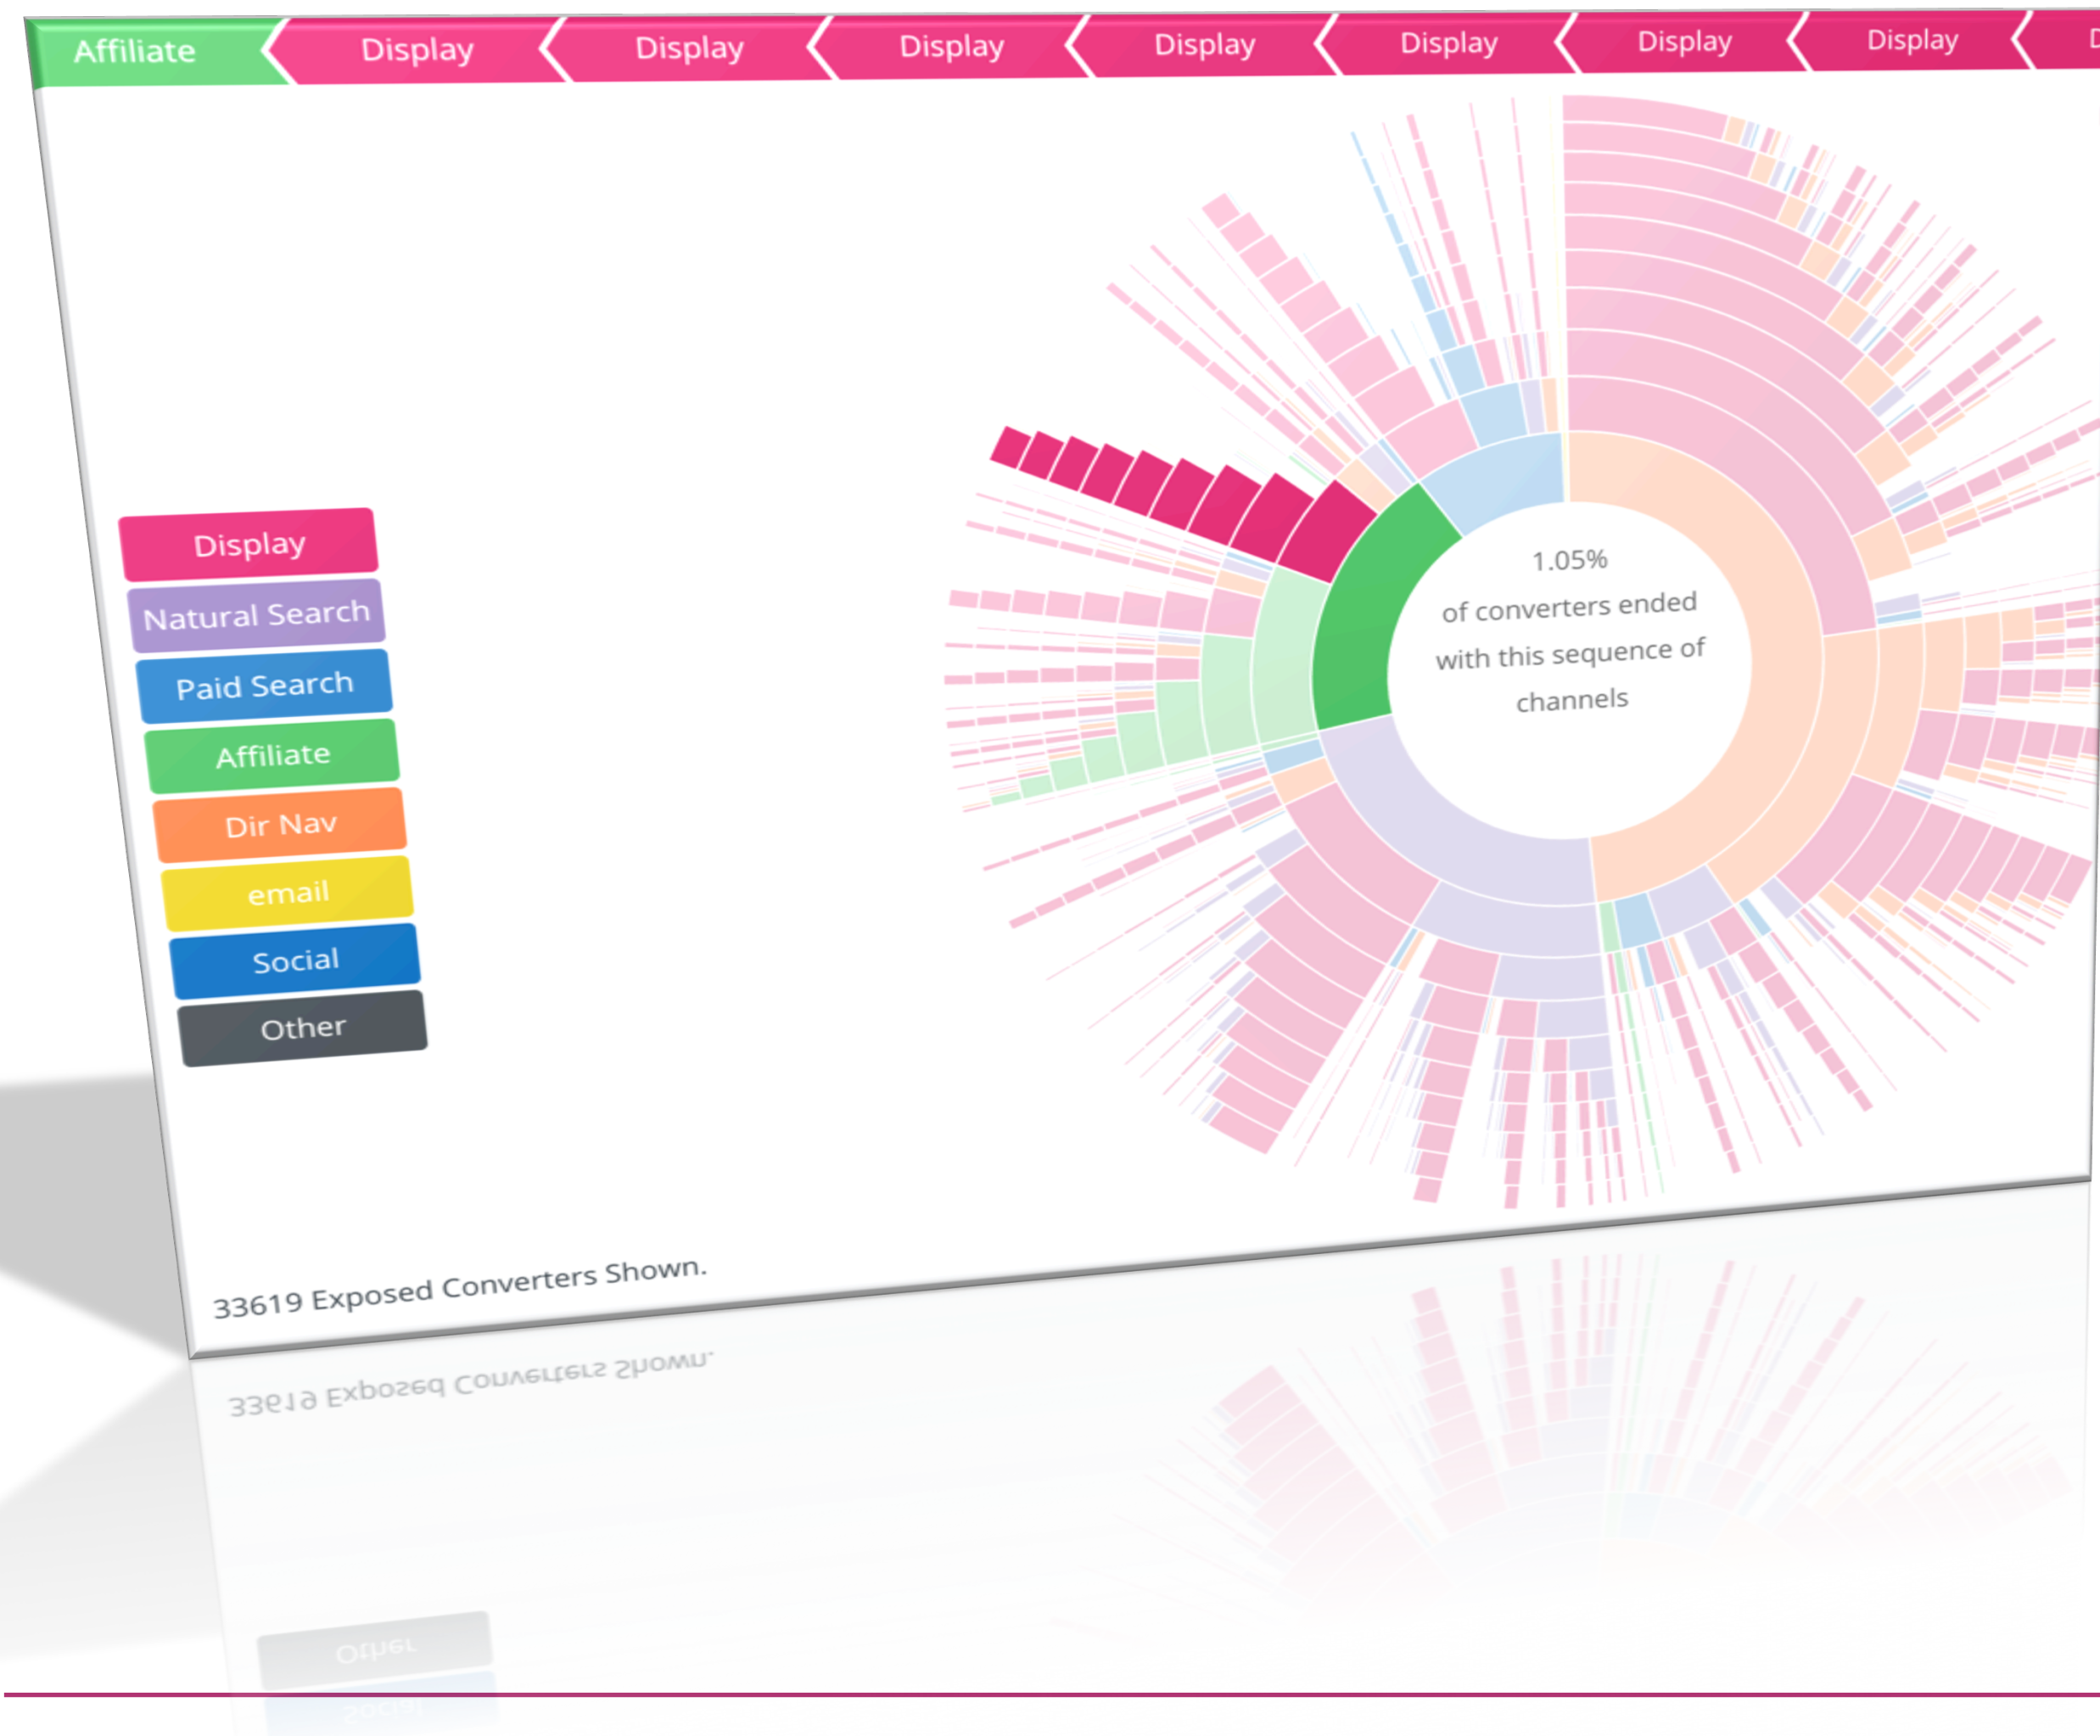 Affiliate
Display
Display
Display
Display
Display
Display
Display
1.05%
of converters ended
with this sequence of
channels
Display
Natural Search
Paid Search
Affiliate
Dir Nav
email
Social
Other
33619 Exposed Converters Shown.